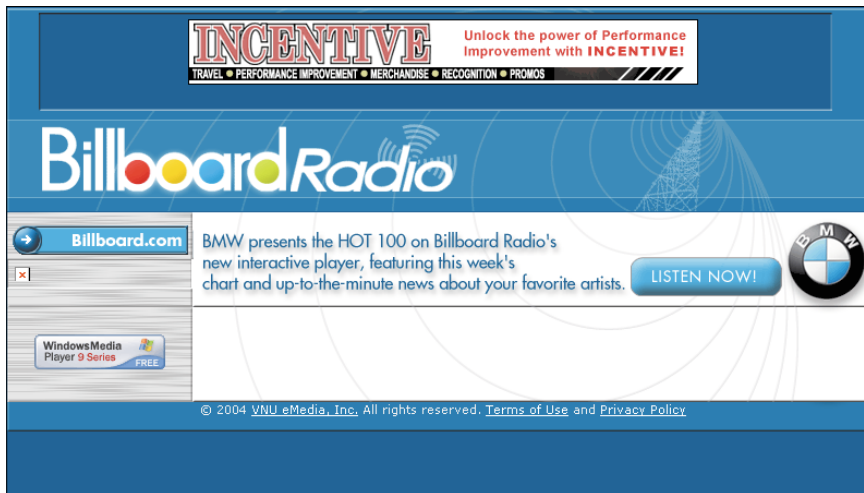 INCENTIVE
TRAVEL • PERFORMANCE IMPROVEMENT • MERCHANDISE • RECOGNITION • PROMOS
Unlock the power of Performance
Improvement with INCENTIVE!
Billboard Radio
Billboard.com
BMW presents the HOT 100 on Billboard Radio's
new interactive player, featuring this week's
chart and up-to-the-minute news about your favorite artists.
LISTEN NOW!
BMW
WindowsMedia
Player 9 Series
FREE
© 2004 VNU eMedia, Inc. All rights reserved. Terms of Use and Privacy Policy